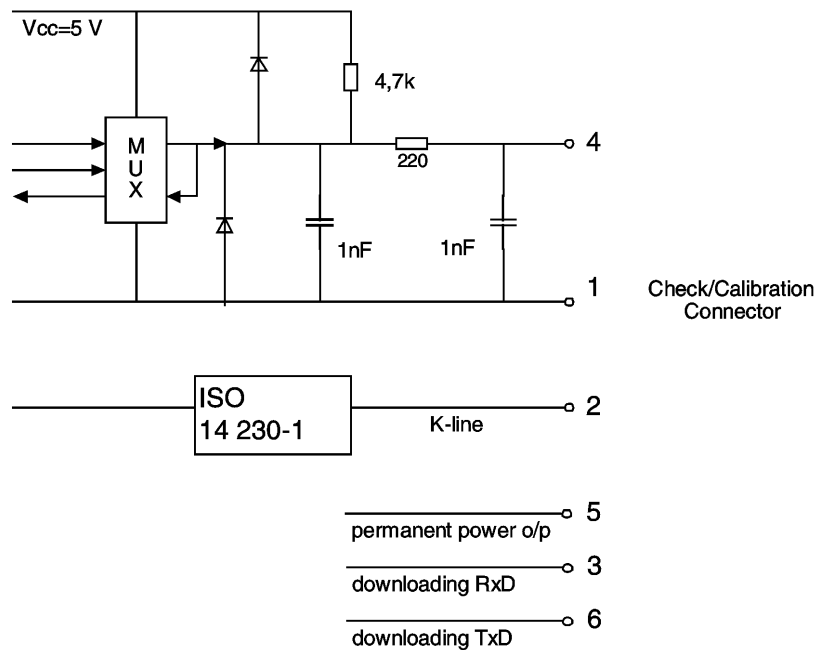 Vcc=5 V
4,7k
M
U
X
220
4
1nF
1nF
1
Check/Calibration
Connector
ISO
14 230-1
K-line
2
permanent power o/p
5
downloading RxD
3
downloading TxD
6